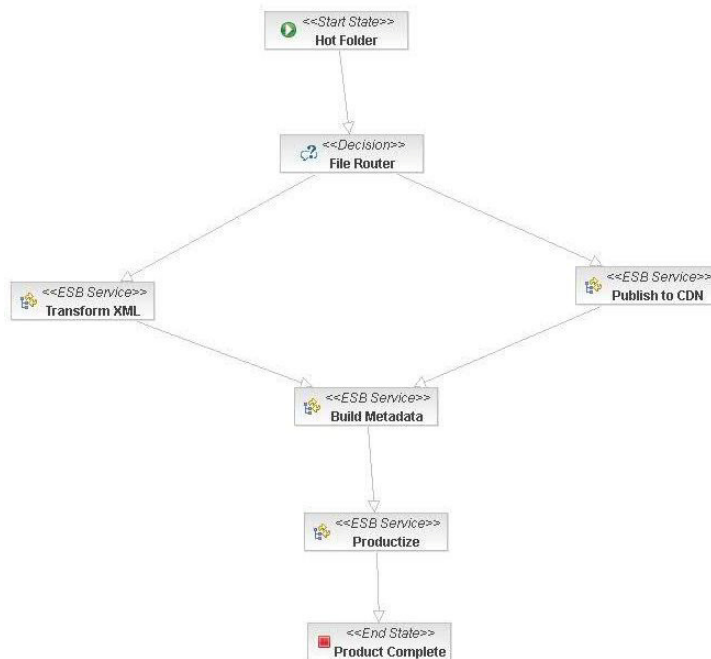 <<Start State>>
Hot Folder
<<Decision>>
File Router
<<ESB Service>>
Transform XML
<<ESB Service>>
Publish to CDN
<<ESB Service>>
Build Metadata
<<ESB Service>>
Productize
<<End State>>
Product Complete